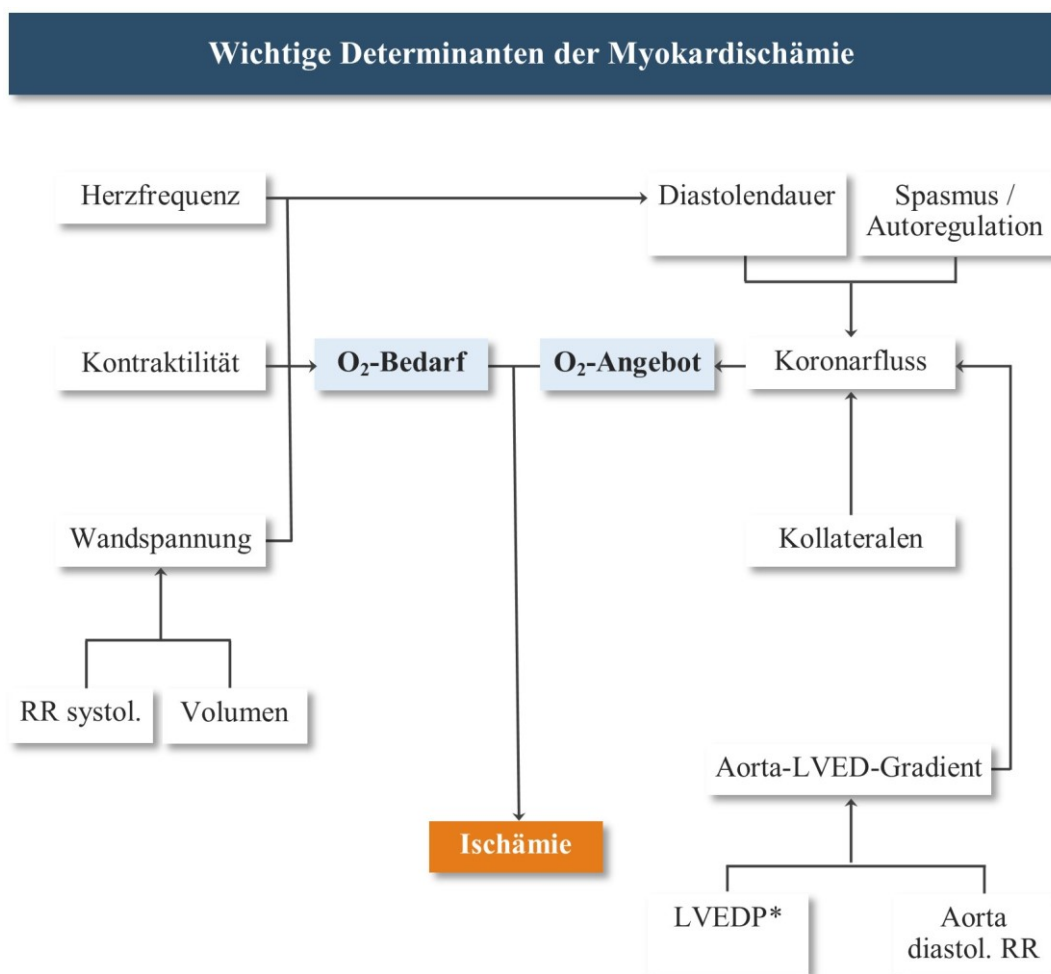 Wichtige Determinanten der Myokardischämie
Herzfrequenz
Diastolendauer
Spasmus /
Autoregulation
Kontraktilität
O₂-Bedarf
O₂-Angebot
Koronarfluss
Wandspannung
Kollateralen
RR systol.
Volumen
Aorta-LVED-Gradient
Ischämie
LVEDP*
Aorta
diastol. RR